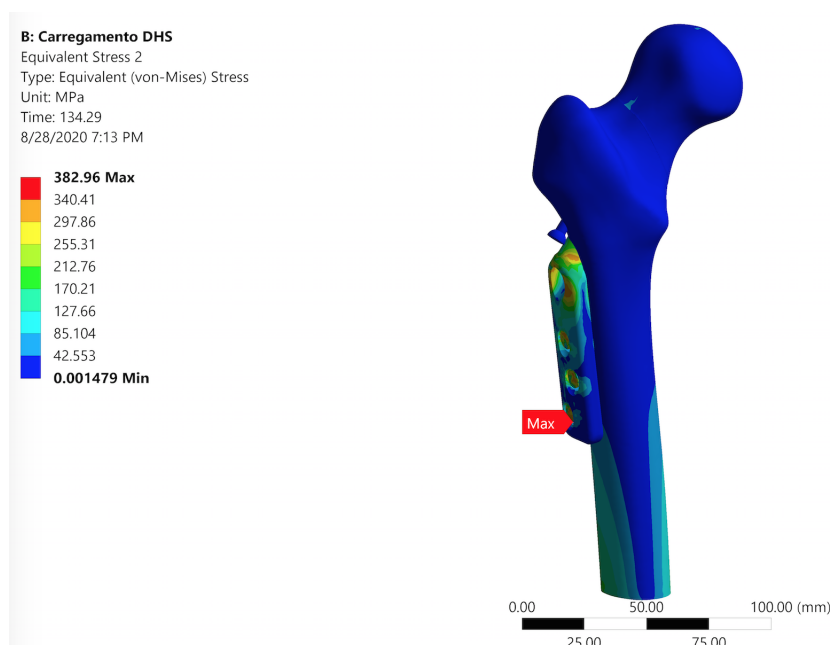 B: Carregamento DHS
Equivalent Stress 2
Type: Equivalent (von-Mises) Stress
Unit: MPa
Time: 134.29
8/28/2020 7:13 PM
382.96 Max
340.41
297.86
255.31
212.76
170.21
127.66
85.104
42.553
0.001479 Min
Max
0.00 50.00 100.00 (mm)
25.00 75.00